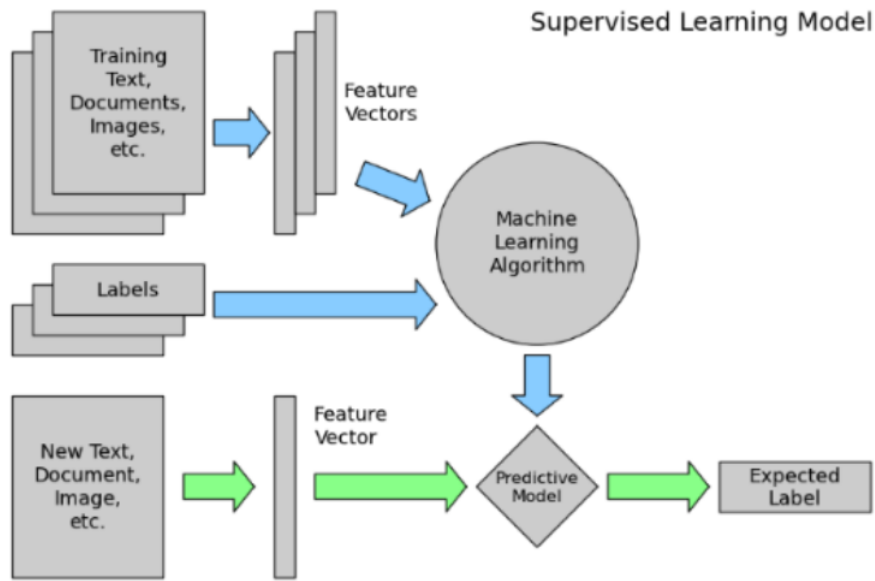 Supervised Learning Model
Training
Text,
Documents,
Images,
etc.
Feature
Vectors
Machine
Learning
Algorithm
Labels
New Text,
Document,
Image,
etc.
Feature
Vector
Predictive
Model
Expected
Label